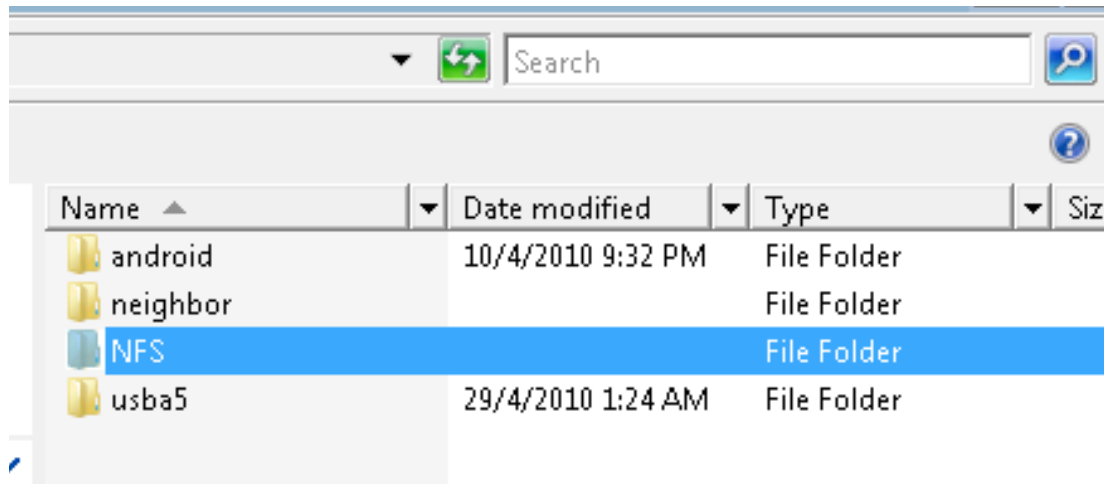 Search
Name Date modified Type Siz
android 10/4/2010 9:32 PM File Folder
neighbor File Folder
NFS File Folder
usba5 29/4/2010 1:24 AM File Folder